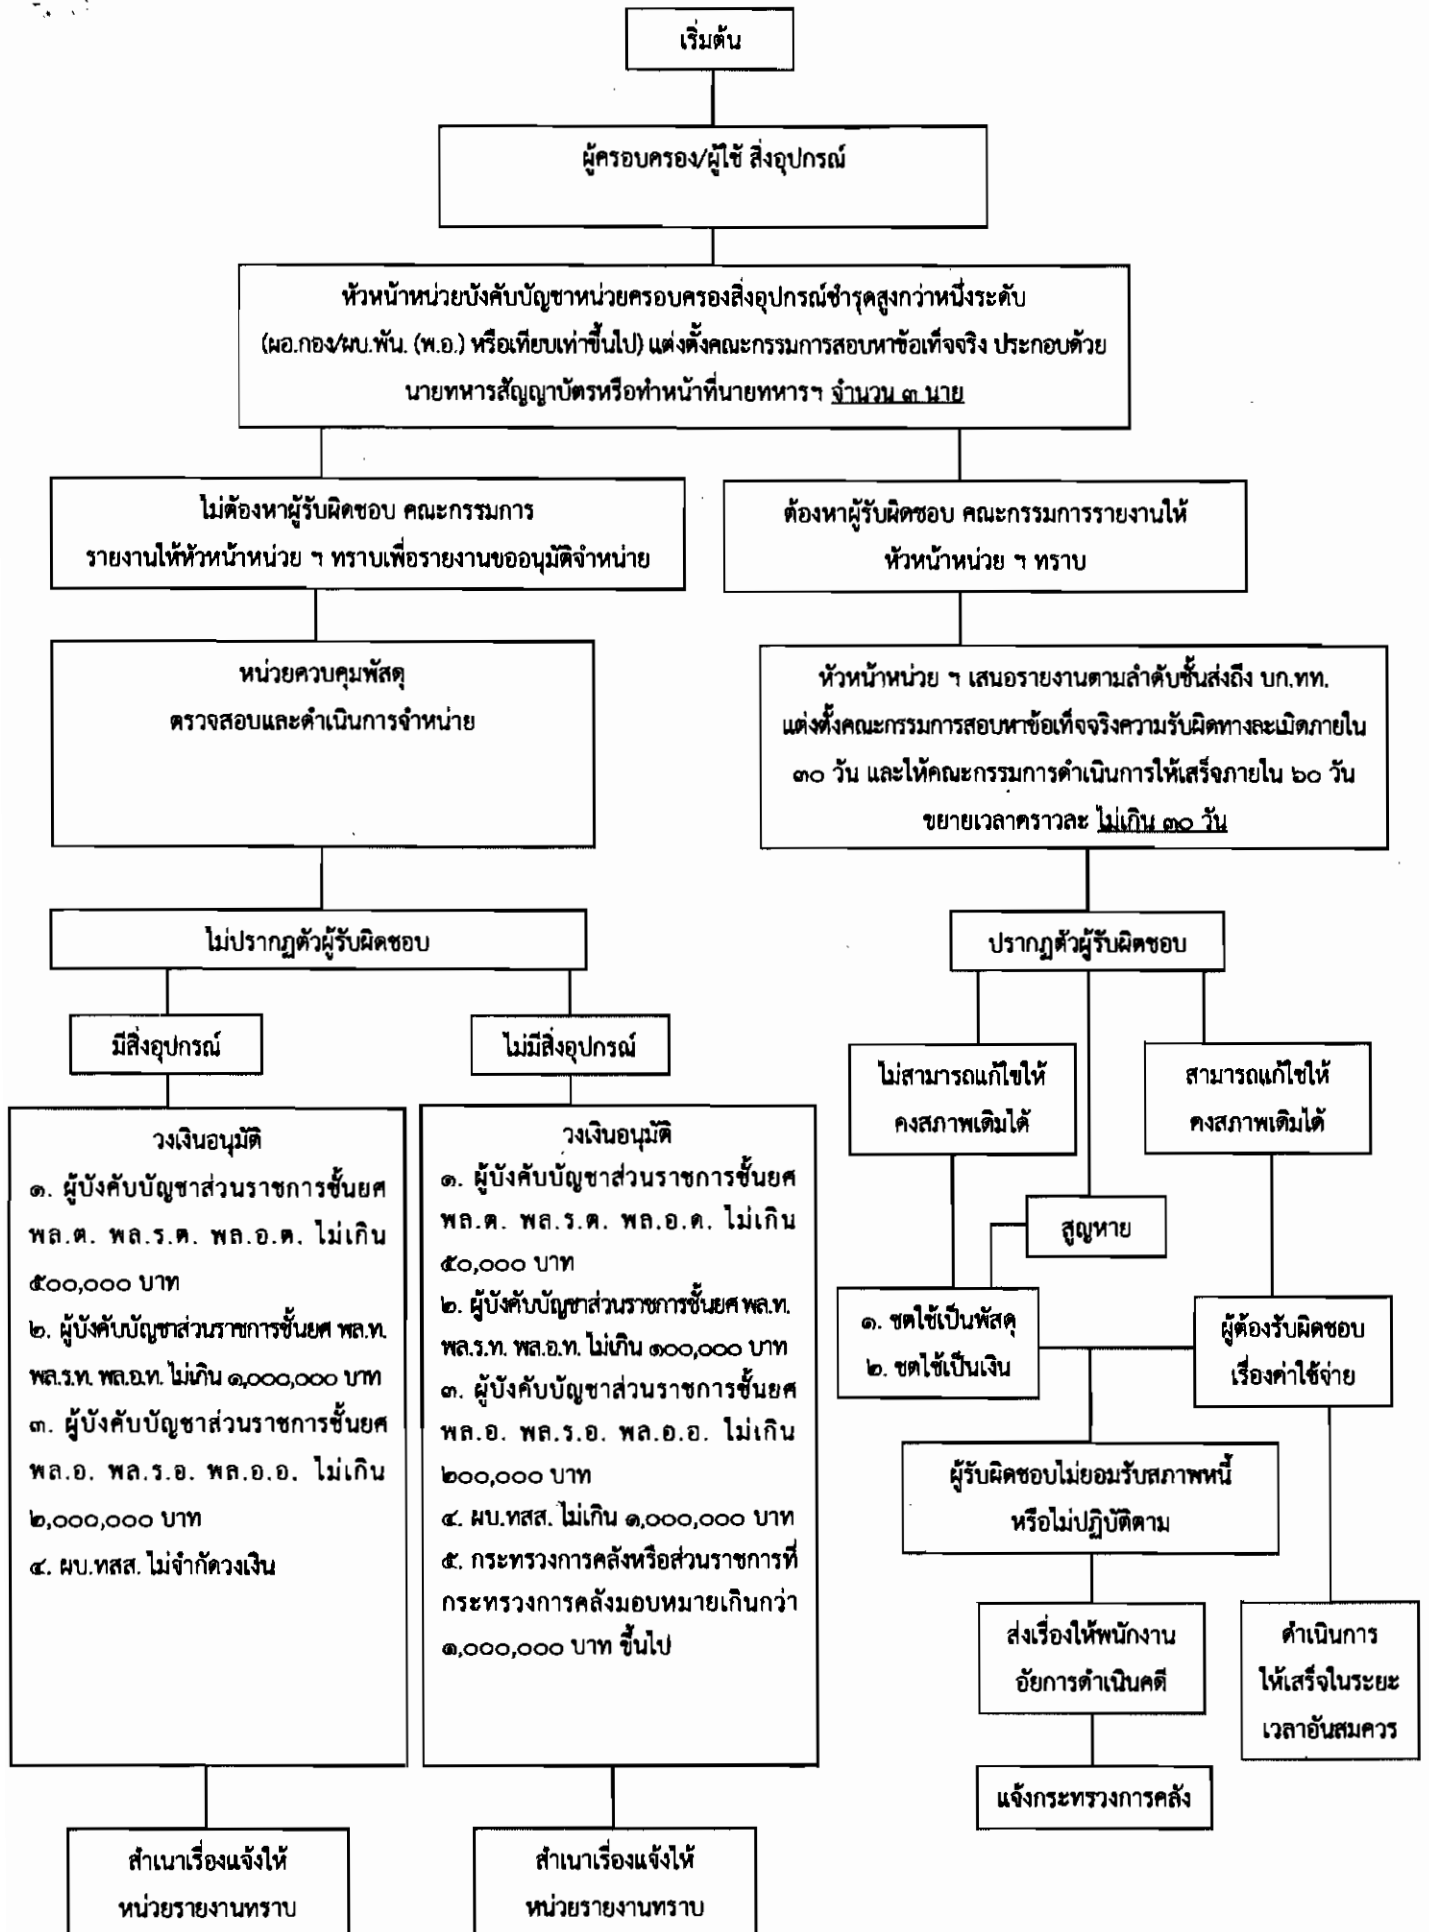 เริ่มต้น
ผู้ครอบครอง/ผู้ใช้ สิ่งอุปกรณ์
หัวหน้าหน่วยบังคับบัญชาหน่วยครอบครองสิ่งอุปกรณ์ชำรุดสูงกว่าหนึ่งระดับ
(ผอ.กอง/ผบ.พัน. (พ.อ.) หรือเทียบเท่าขึ้นไป) แต่งตั้งคณะกรรมการสอบหาข้อเท็จจริง ประกอบด้วย
นายทหารสัญญาบัตรหรือทำหน้าที่นายทหารฯ จำนวน ๓ นาย
ไม่ต้องหาผู้รับผิดชอบ คณะกรรมการ
รายงานให้หัวหน้าหน่วย ฯ ทราบเพื่อรายงานขออนุมัติจำหน่าย
ต้องหาผู้รับผิดชอบ คณะกรรมการรายงานให้
หัวหน้าหน่วย ฯ ทราบ
หน่วยควบคุมพัสดุ
ตรวจสอบและดำเนินการจำหน่าย
หัวหน้าหน่วย ฯ เสนอรายงานตามลำดับชั้นส่งถึง บก.ทท.
แต่งตั้งคณะกรรมการสอบหาข้อเท็จจริงความรับผิดทางละเมิดภายใน
๓๐ วัน และให้คณะกรรมการดำเนินการให้เสร็จภายใน ๖๐ วัน
ขยายเวลาคราวละ ไม่เกิน ๓๐ วัน
ไม่ปรากฏตัวผู้รับผิดชอบ
ปรากฏตัวผู้รับผิดชอบ
มีสิ่งอุปกรณ์
ไม่มีสิ่งอุปกรณ์
ไม่สามารถแก้ไขให้
คงสภาพเดิมได้
สามารถแก้ไขให้
คงสภาพเดิมได้
วงเงินอนุมัติ
๑. ผู้บังคับบัญชาส่วนราชการชั้นยศ
พล.ต. พล.ร.ต. พล.อ.ต. ไม่เกิน
๕๐๐,๐๐๐ บาท
๒. ผู้บังคับบัญชาส่วนราชการชั้นยศ พล.ท.
พล.ร.ท. พล.อ.ท. ไม่เกิน ๑,๐๐๐,๐๐๐ บาท
๓. ผู้บังคับบัญชาส่วนราชการชั้นยศ
พล.อ. พล.ร.อ. พล.อ.อ. ไม่เกิน
๒,๐๐๐,๐๐๐ บาท
๔. ผบ.ทสส. ไม่จำกัดวงเงิน
วงเงินอนุมัติ
๑. ผู้บังคับบัญชาส่วนราชการชั้นยศ
พล.ต. พล.ร.ต. พล.อ.ต. ไม่เกิน
๕๐,๐๐๐ บาท
๒. ผู้บังคับบัญชาส่วนราชการชั้นยศ พล.ท.
พล.ร.ท. พล.อ.ท. ไม่เกิน ๑๐๐,๐๐๐ บาท
๓. ผู้บังคับบัญชาส่วนราชการชั้นยศ
พล.อ. พล.ร.อ. พล.อ.อ. ไม่เกิน
๒๐๐,๐๐๐ บาท
๔. ผบ.ทสส. ไม่เกิน ๑,๐๐๐,๐๐๐ บาท
๕. กระทรวงการคลังหรือส่วนราชการที่
กระทรวงการคลังมอบหมายเกินกว่า
๑,๐๐๐,๐๐๐ บาท ขึ้นไป
สูญหาย
๑. ชดใช้เป็นพัสดุ
๒. ชดใช้เป็นเงิน
ผู้ต้องรับผิดชอบ
เรื่องค่าใช้จ่าย
ผู้รับผิดชอบไม่ยอมรับสภาพหนี้
หรือไม่ปฏิบัติตาม
ส่งเรื่องให้พนักงาน
อัยการดำเนินคดี
ดำเนินการ
ให้เสร็จในระยะ
เวลาอันสมควร
แจ้งกระทรวงการคลัง
สำเนาเรื่องแจ้งให้
หน่วยรายงานทราบ
สำเนาเรื่องแจ้งให้
หน่วยรายงานทราบ